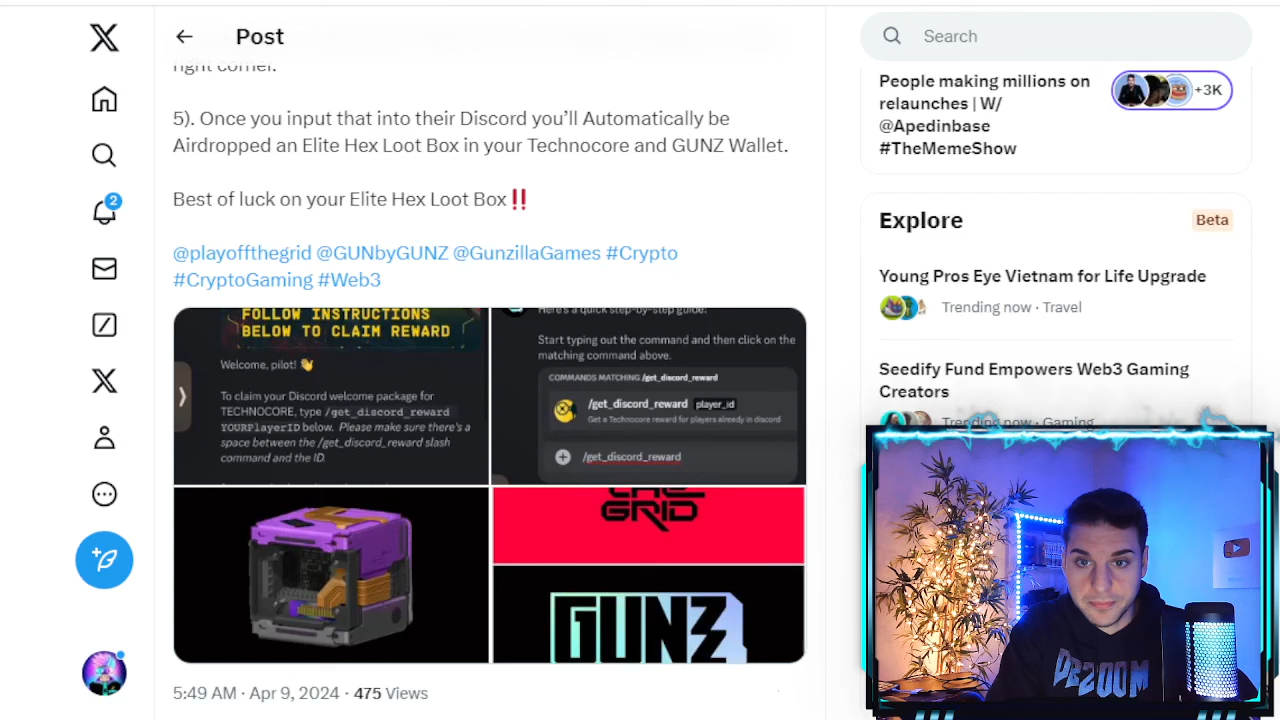 Post
Search
right corner.
5). Once you input that into their Discord you'll Automatically be
Airdropped an Elite Hex Loot Box in your Technocore and GUNZ Wallet.
Best of luck on your Elite Hex Loot Box‼️
@playoffthegrid @GUNbyGUNZ @GunzillaGames #Crypto
#CryptoGaming #Web3
FOLLOW INSTRUCTIONS
BELOW TO CLAIM REWARD
Welcome, pilot! 👋
To claim your Discord welcome package for
TECHNOCORE, type /get_discord_reward
YOURPlayerID below. Please make sure there's a
space between the /get_discord_reward slash
command and the ID.
Here's a quick step-by-step guide:
Start typing out the command and then click on the
matching command above.
COMMANDS MATCHING /get_discord_reward
/get_discord_reward player_id
Get a Technocore reward for players already in discord
/get_discord_reward
GRID
GUNZ
5:49 AM · Apr 9, 2024 · 475 Views
2
People making millions on
relaunches | W/
@Apedinbase
#TheMemeShow
+3K
Explore
Beta
Young Pros Eye Vietnam for Life Upgrade
Trending now · Travel
Seedify Fund Empowers Web3 Gaming
Creators
Trending now · Gaming